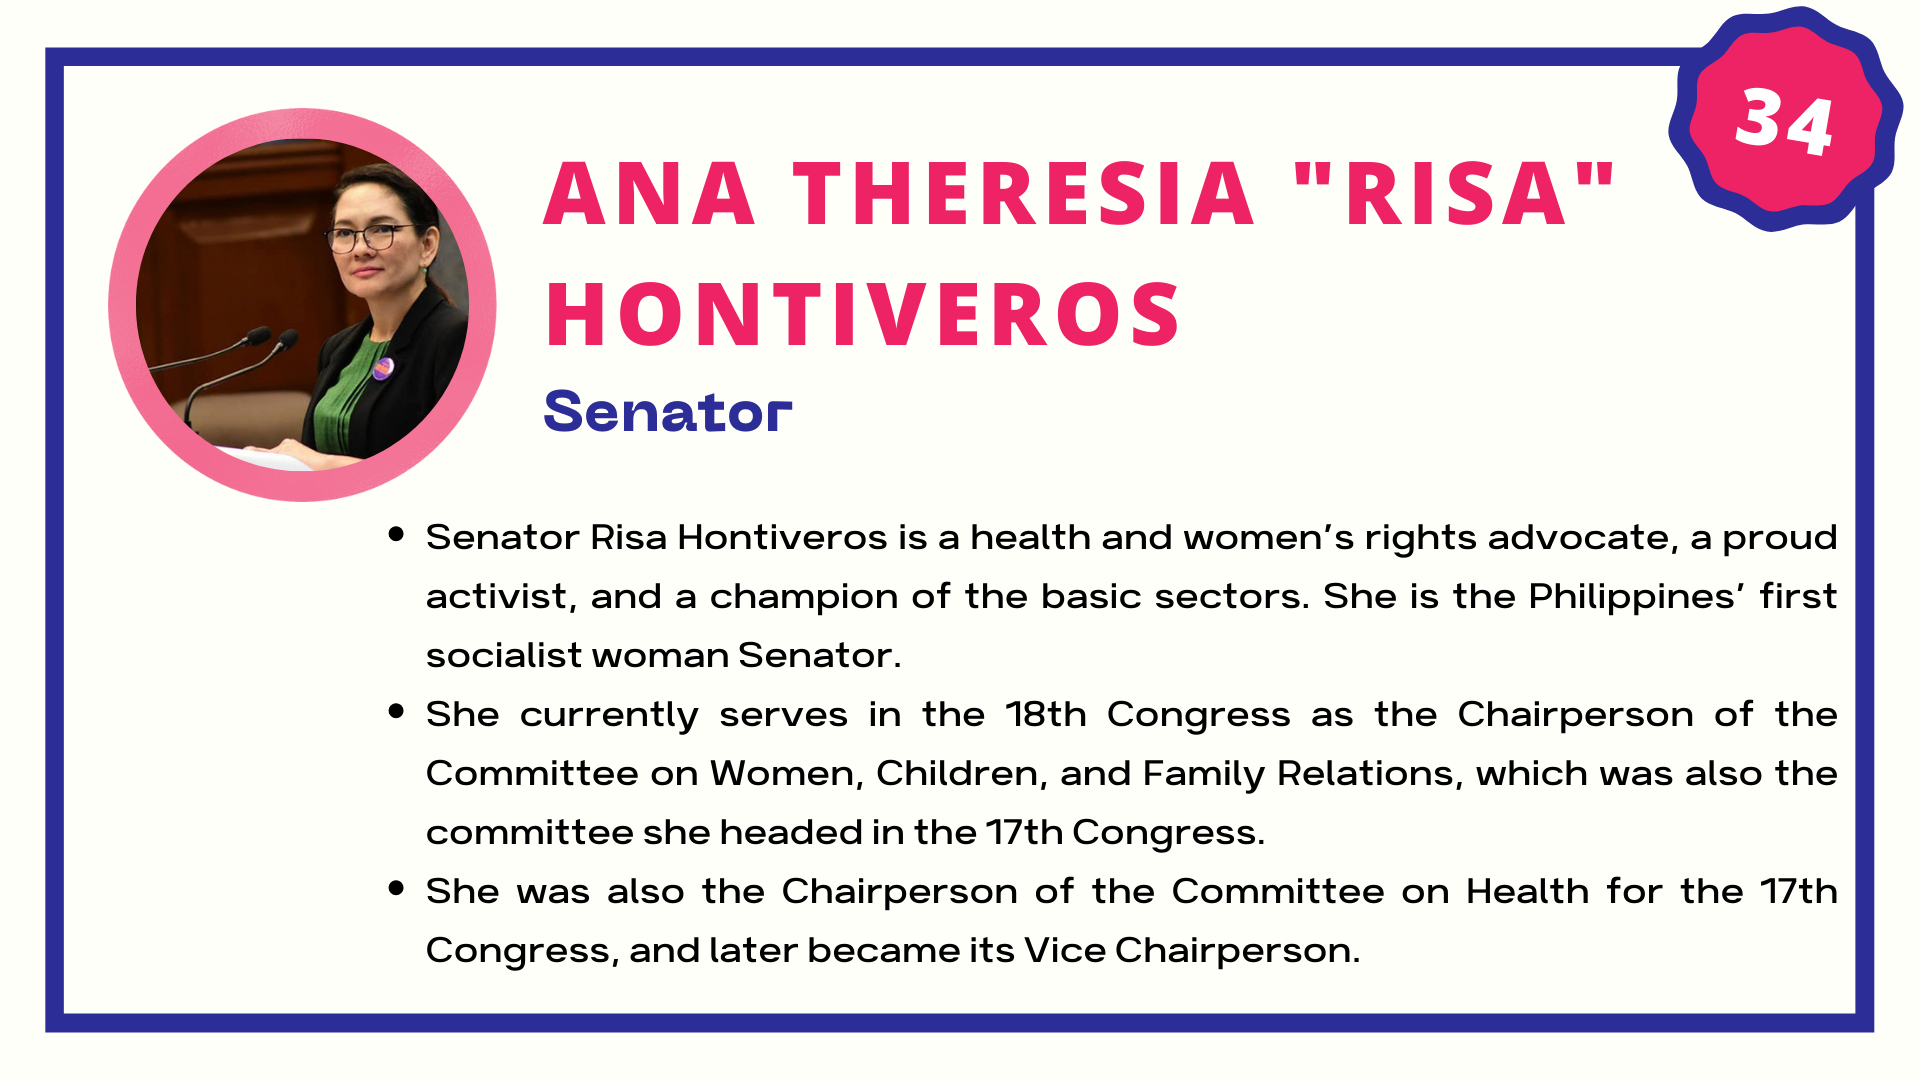 34
ANA THERESIA "RISA"
HONTIVEROS
Senator
• Senator Risa Hontiveros is a health and women’s rights advocate, a proud
activist, and a champion of the basic sectors. She is the Philippines’ first
socialist woman Senator.
• She currently serves in the 18th Congress as the Chairperson of the
Committee on Women, Children, and Family Relations, which was also the
committee she headed in the 17th Congress.
• She was also the Chairperson of the Committee on Health for the 17th
Congress, and later became its Vice Chairperson.